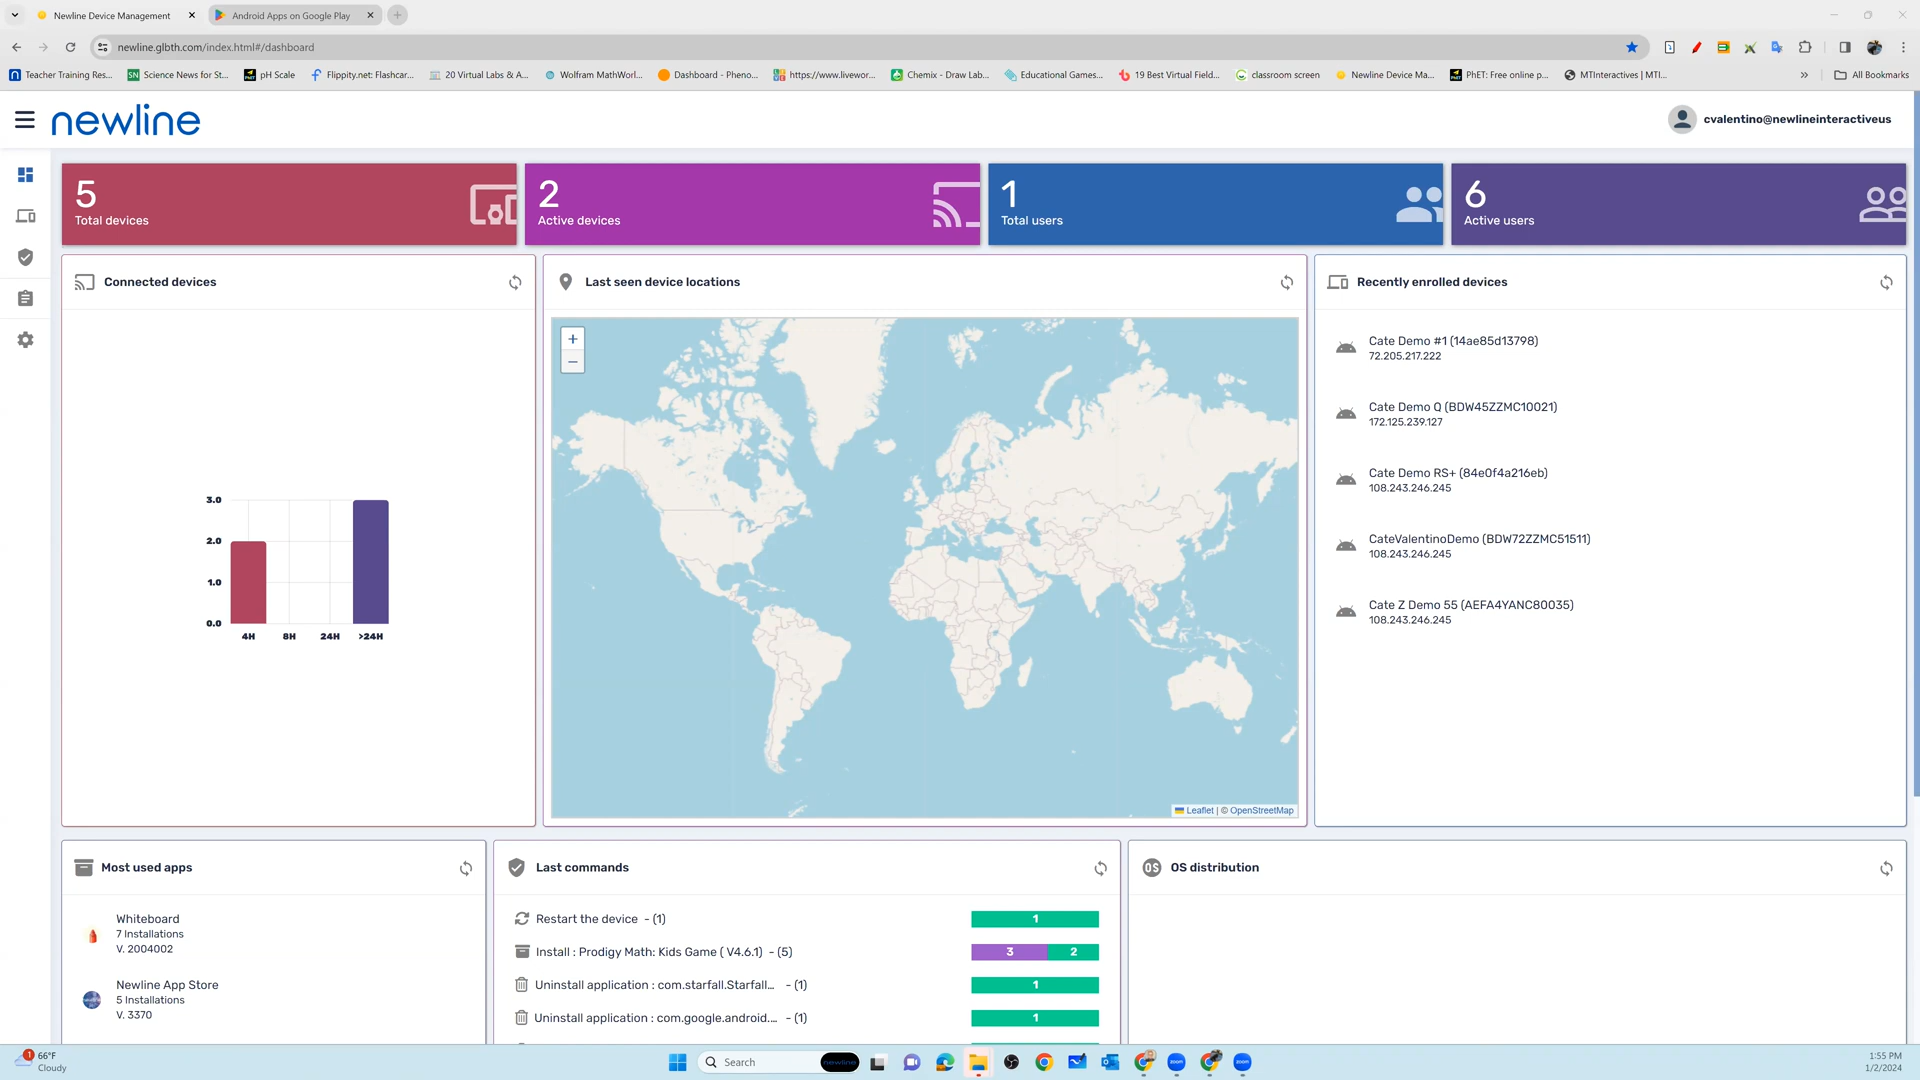 Newline Device Management
Android Apps on Google Play
newline.glbth.com/index.html#/dashboard
Teacher Training Res...
Science News for St...
pH Scale
Flippity.net: Flashcar...
20 Virtual Labs & A...
Wolfram MathWorl...
Dashboard - Pheno...
https://www.livewor...
Chemix - Draw Lab...
Educational Games...
19 Best Virtual Field...
classroom screen
Newline Device Ma...
PhET: Free online p...
MTInteractives | MTI...
»
All Bookmarks
newline
cvalentino@newlineinteractiveus
5
Total devices
2
Active devices
1
Total users
6
Active users
Connected devices
3.0
2.0
1.0
0.0
4H 8H 24H >24H
Last seen device locations
+
−
Leaflet | © OpenStreetMap
Recently enrolled devices
Cate Demo #1 (14ae85d13798)
72.205.217.222
Cate Demo Q (BDW45ZZMC10021)
172.125.239.127
Cate Demo RS+ (84e0f4a216eb)
108.243.246.245
CateValentinoDemo (BDW72ZZMC51511)
108.243.246.245
Cate Z Demo 55 (AEFA4YANC80035)
108.243.246.245
Most used apps
Whiteboard
7 Installations
V. 2004002
Newline App Store
5 Installations
V. 3370
Last commands
Restart the device - (1)
1
Install : Prodigy Math: Kids Game ( V4.6.1) - (5)
3 2
Uninstall application : com.starfall.Starfall... - (1)
1
Uninstall application : com.google.android.... - (1)
1
OS distribution
1
66°F
Cloudy
Search
newline
1:55 PM
1/2/2024